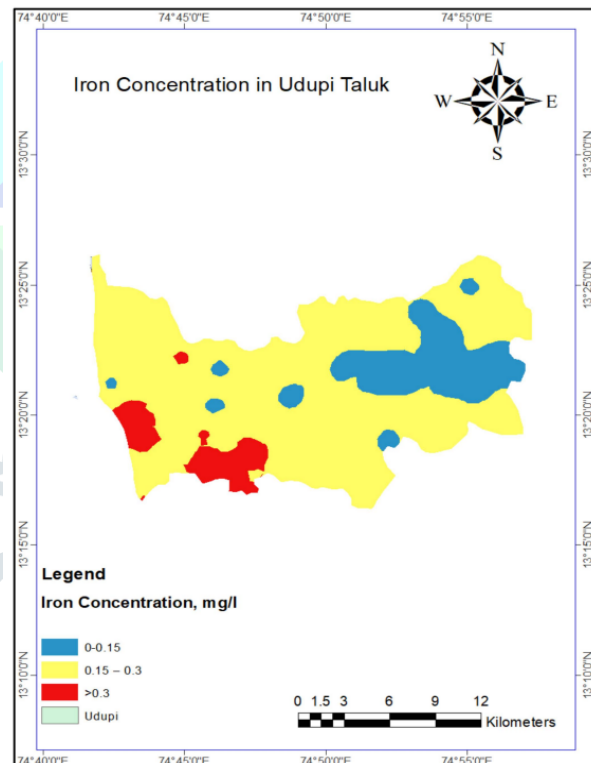 74°40'0"E 74°45'0"E 74°50'0"E 74°55'0"E
Iron Concentration in Udupi Taluk
N
W E
S
13°30'0"N 13°30'0"N
13°25'0"N 13°25'0"N
13°20'0"N 13°20'0"N
13°15'0"N 13°15'0"N
13°10'0"N 13°10'0"N
Legend
Iron Concentration, mg/l
0-0.15
0.15 – 0.3
>0.3
Udupi
0 1.5 3 6 9 12
Kilometers
74°40'0"E 74°45'0"E 74°50'0"E 74°55'0"E